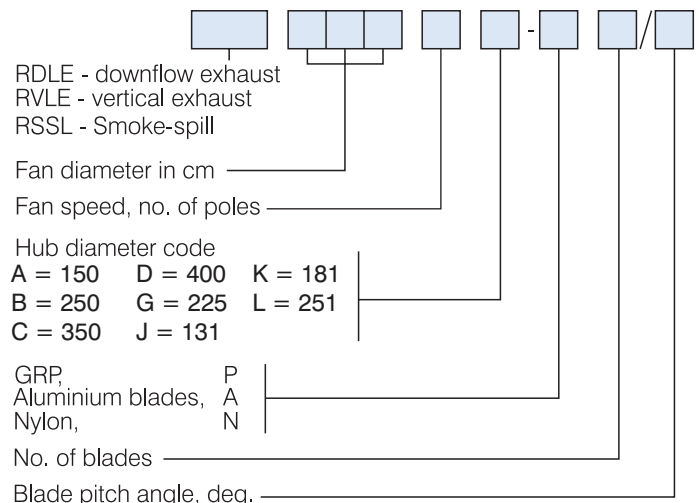 - /
RDLE - downflow exhaust
RVLE - vertical exhaust
RSSL - Smoke-spill
Fan diameter in cm
Fan speed, no. of poles
Hub diameter code
A = 150 D = 400 K = 181
B = 250 G = 225 L = 251
C = 350 J = 131
GRP, P
Aluminium blades, A
Nylon, N
No. of blades
Blade pitch angle, deg.